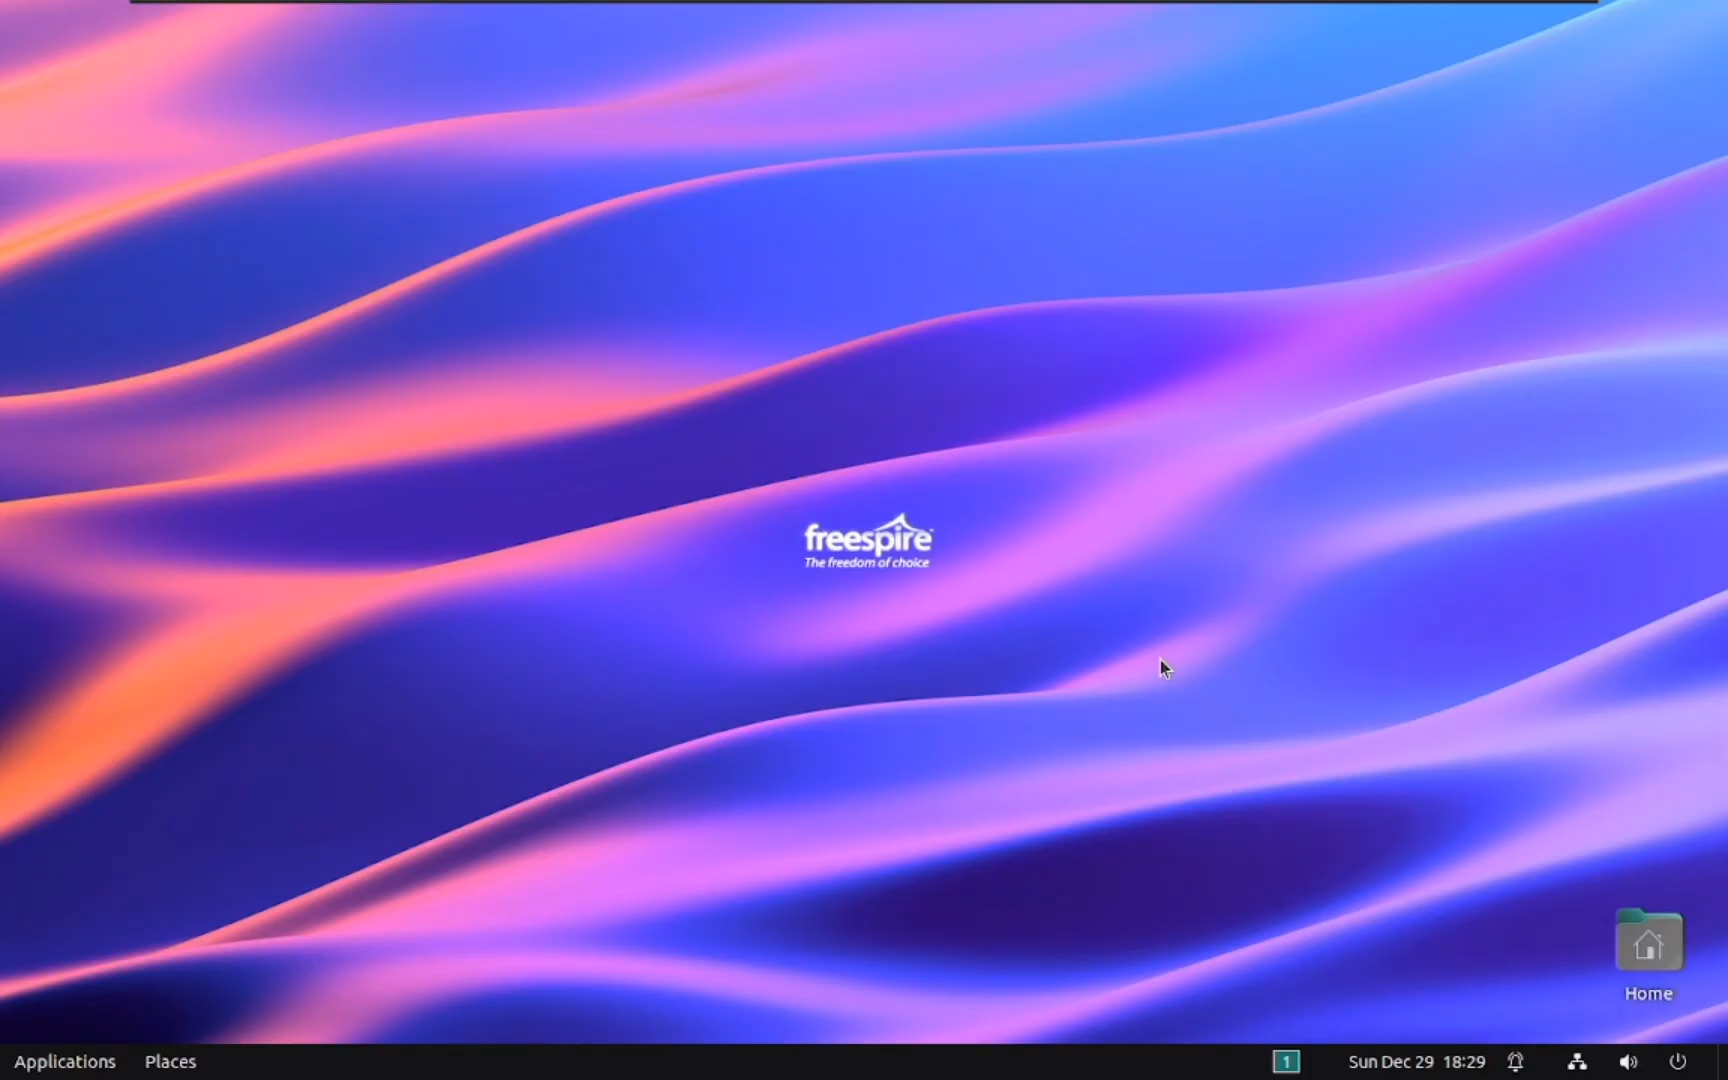 freespire
The freedom of choice
Home
Applications Places 1 Sun Dec 29 18:29